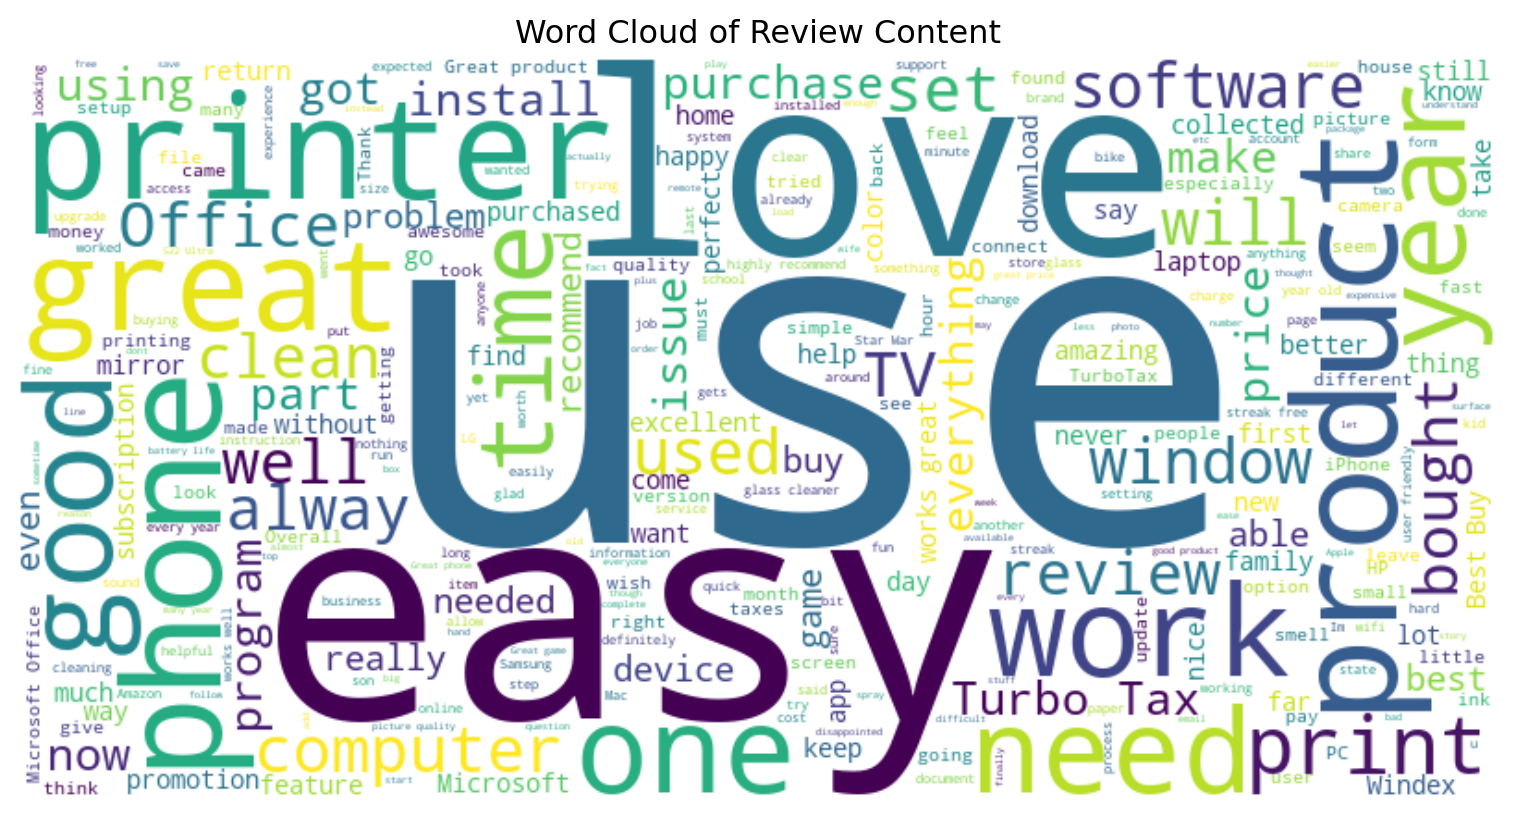 Word Cloud of Review Content
looking
free
save
using
return
expected
Great product
setup
many
got
install
experience
instead
printer
file
came
access
Thank
size
wanted
actually
trying
upgrade
money
worked
Office
problem
purchased
S22 Ultra
went
awesome
love
play
support
purchase
set
found
brand
software
easier
house
still
know
understand
home
installed
enough
system
happy
feel
minute
clear
tried
already
load
remote
back
color
perfect
last
wife
download
bike
say
connect
store
glass
collected
account
etc
make
especially
will
picture
package
share
two
camera
seem
form
take
done
anything
year
great
buying
printing
mirror
dont
fine
put
clean
go
took
anyone
time
recommend
fact
quality
plus
school
highly recommend
something
great price
must
job
order
issue
simple
help
hour
Star War
around
see
TV
everything
change
may
less
photo
amazing
TurboTax
laptop
charge
number
price
year old
thought
expensive
page
better
fast
thing
different
product
good
phone
line
subscription
part
made
without
instruction
nothing
run
box
battery life
getting
find
yet
worth
LG
easily
glad
use
gets
excellent
used
buy
come
version
service
glass cleaner
want
works great
never
people
window
setting
streak free
first
let
iPhone
new
user friendly
kid
surface
bought
Best Buy
even
reason
sometime
look
every year
well
alway
Overall
almost
top
program
works well
many year
helpful
Microsoft Office
cleaning
much
way
Amazon
follow
give
now
think
promotion
long
Great phone
item
business
allow
hand
needed
really
son
big
Samsung
step
Great game
old
information
everyone
wish
though
complete
right
definitely
Mac
easy
quick
month
taxes
device
fun
week
another
available
day
bit
sure
game
screen
said
try
cost
app
spray
keep
disappointed
streak
good product
ease
every
review
work
update
able
family
option
nice
smell
Apple
leave
HP
small
hard
Im
wifi
lot
state
story
little
best
ink
computer
feature
add
online
picture quality
question
start
Microsoft
one
stuff
Turbo Tax
working
difficult
paper
email
going
document
finally
process
need
far
pay
user
PC
bad
u
print
Windex